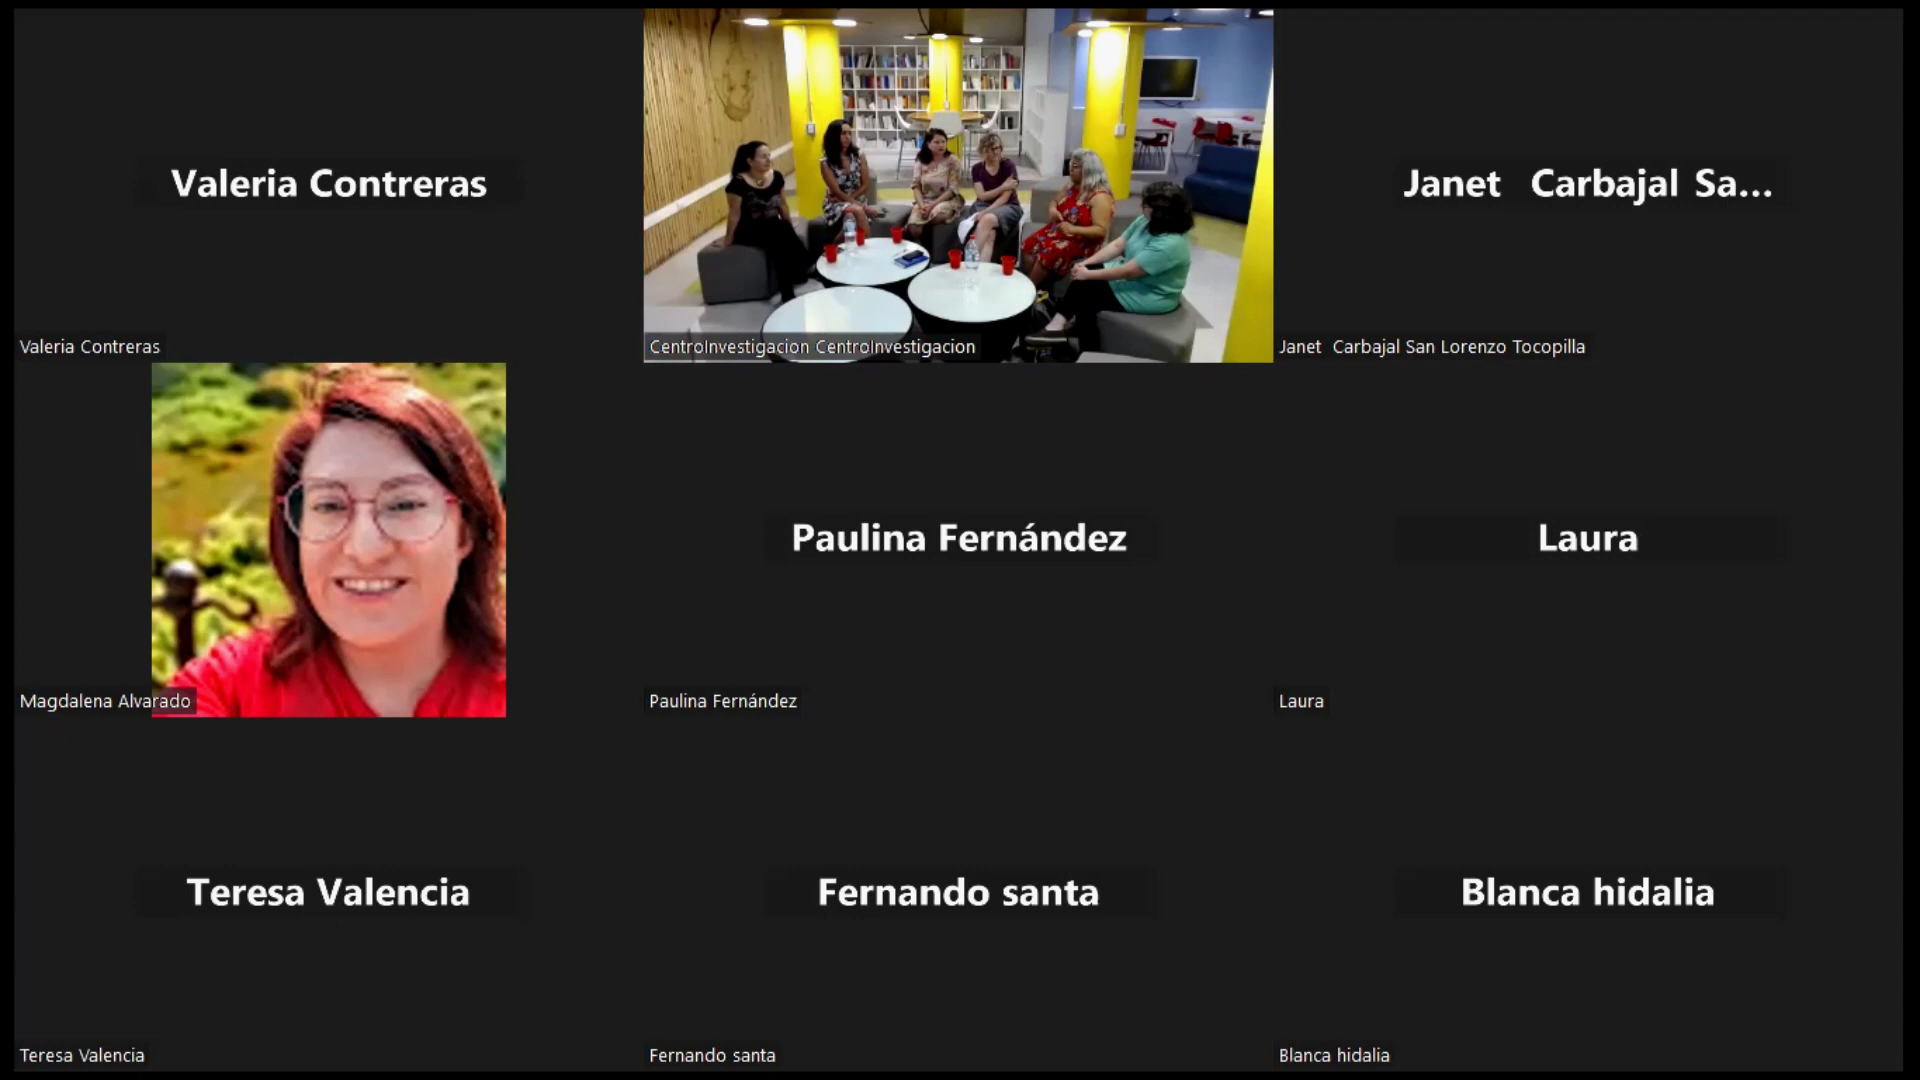 Valeria Contreras
Valeria Contreras
CentroInvestigacion CentroInvestigacion
Janet  Carbajal Sa...
Janet  Carbajal San Lorenzo Tocopilla
Magdalena Alvarado
Paulina Fernández
Paulina Fernández
Laura
Laura
Teresa Valencia
Teresa Valencia
Fernando santa
Fernando santa
Blanca hidalia
Blanca hidalia